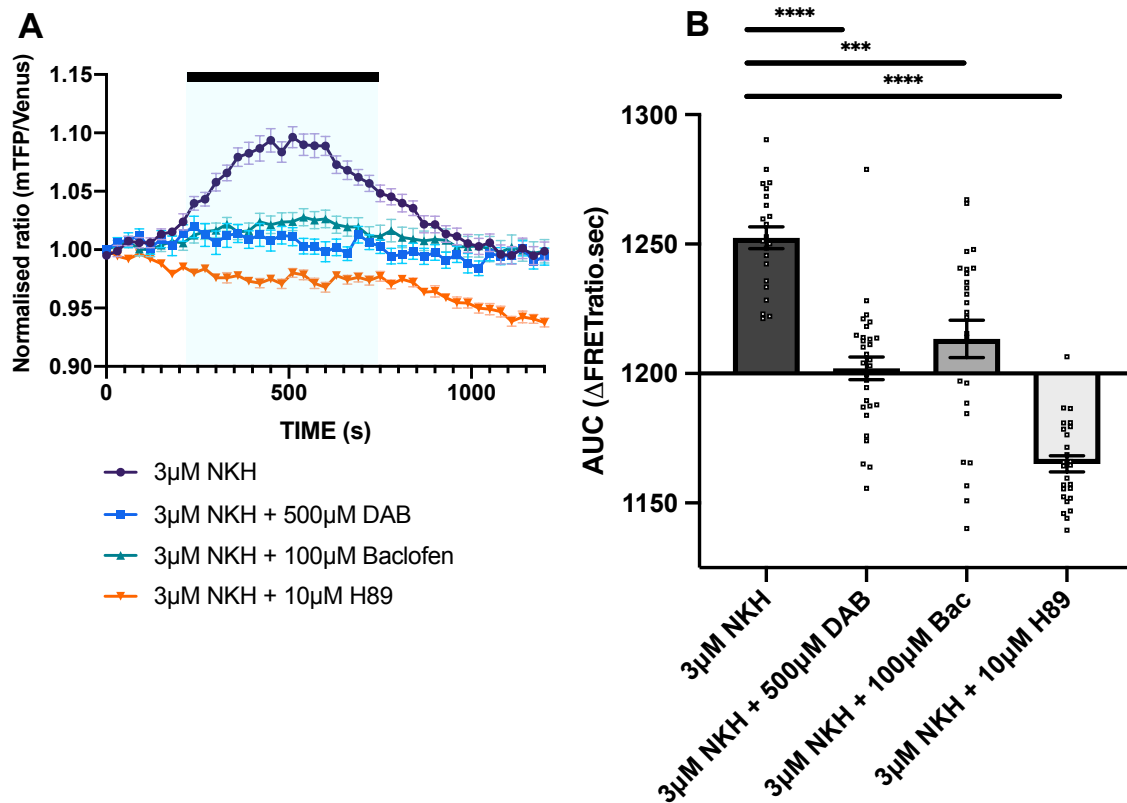 A
Normalised ratio (mTFP/Venus)
1.15
1.10
1.05
1.00
0.95
0.90
0
500
1000
TIME (s)
3µM NKH
3µM NKH + 500µM DAB
3µM NKH + 100µM Baclofen
3µM NKH + 10µM H89
B
****
***
****
AUC (ΔFRETratio.sec)
1300
1250
1200
1150
3µM NKH
3µM NKH + 500µM DAB
3µM NKH + 100µM Bac
3µM NKH + 10µM H89